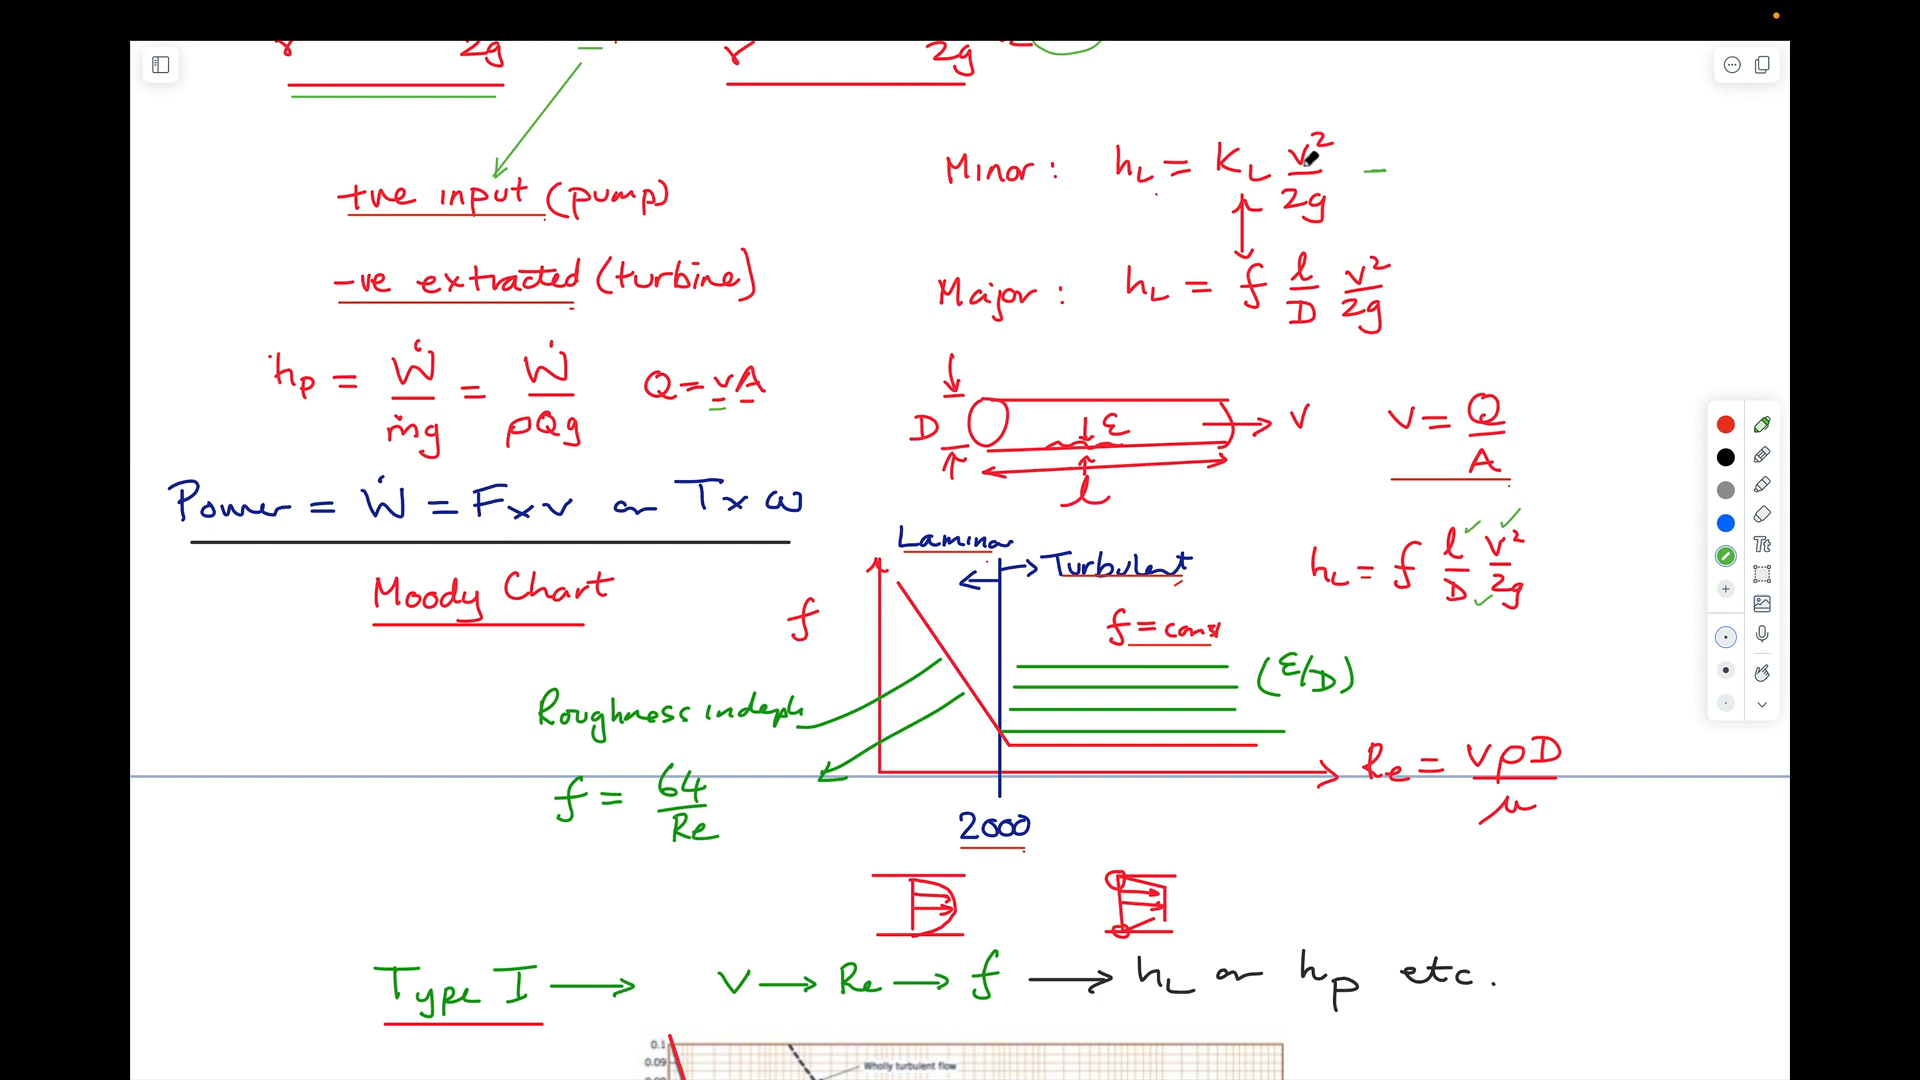 2g 2g
Minor : hL = KL v²/2g
+ve input (pump)
-ve extracted (turbine)
Major : hL = f l/D v²/2g
hp = Ẇ/ṁg = Ẇ/ρQg Q = vA
D ε v
l
v = Q/A
Power = Ẇ = F x v or T x ω
Laminar
Turbulent
hL = f l/D v²/2g
Moody Chart
f
f = const
(ε/D)
Roughness indep
Re = vρD/μ
f = 64/Re
2000
Type I → V → Re → f → hL or hp etc.
0.1
0.09
Wholly turbulent flow
Tt